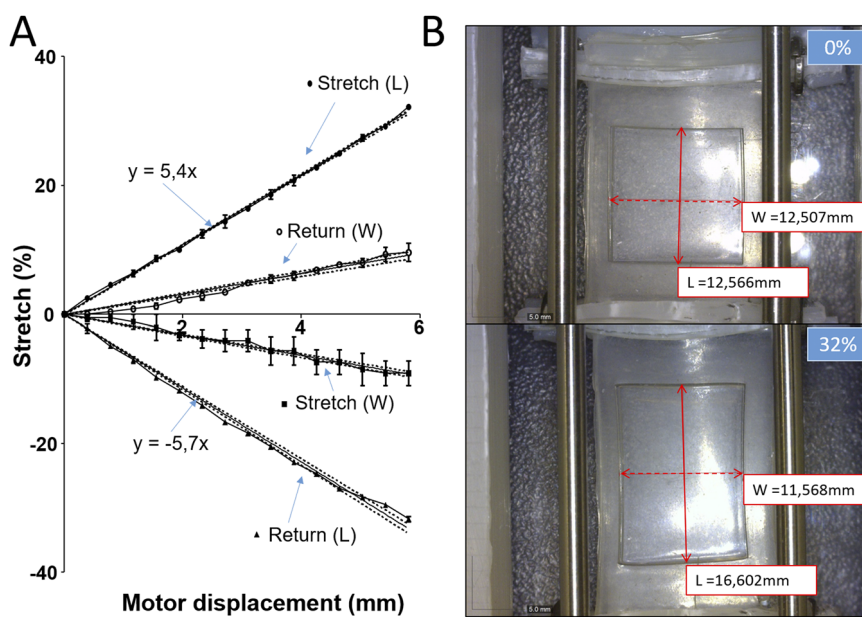 A
40
Stretch (L)
y = 5,4x
20
Return (W)
Stretch (%)
0
2
4
6
Stretch (W)
-20
y = -5,7x
Return (L)
-40
Motor displacement (mm)
B
0%
W =12,507mm
L =12,566mm
5.0 mm
32%
W =11,568mm
L =16,602mm
5.0 mm